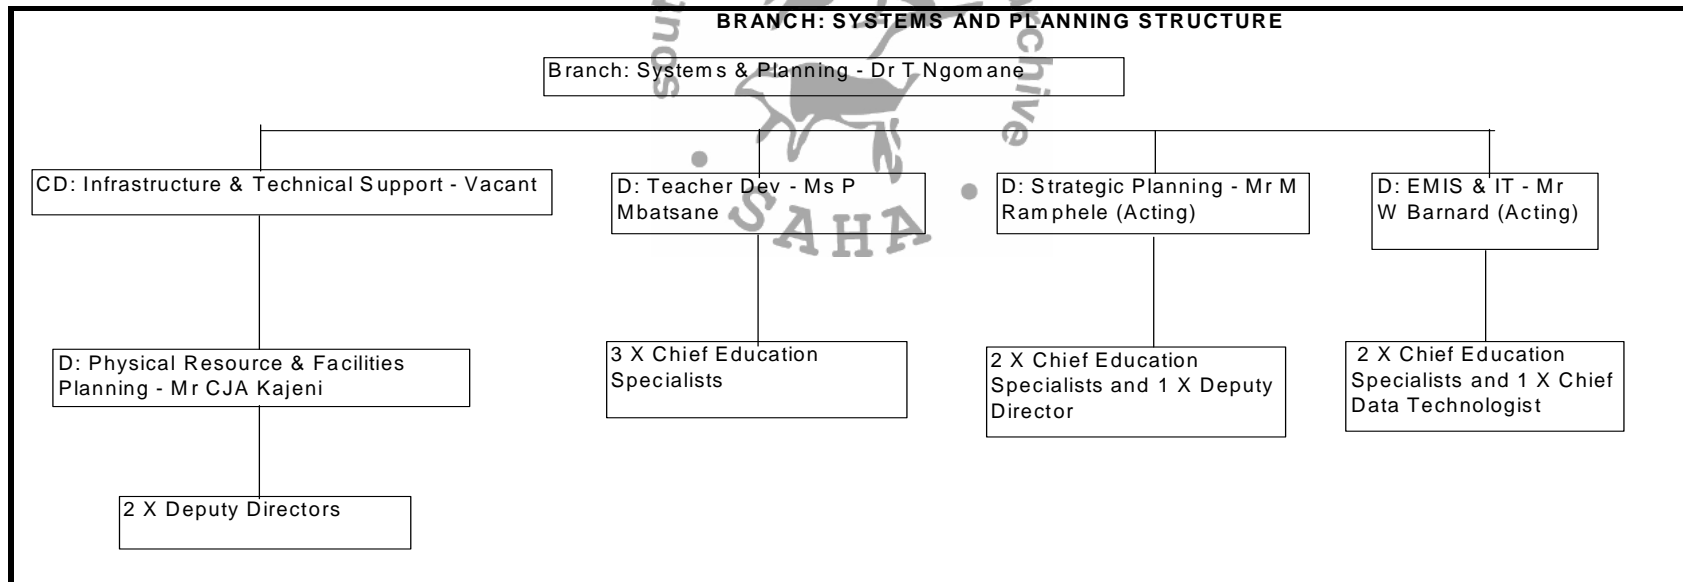 BRANCH: SYSTEMS AND PLANNING STRUCTURE
Branch: Systems & Planning - Dr T Ngomane
CD: Infrastructure & Technical Support - Vacant
D: Teacher Dev - Ms P
Mbatsane
D: Strategic Planning - Mr M
Ramphele (Acting)
D: EMIS & IT - Mr
W Barnard (Acting)
D: Physical Resource & Facilities
Planning - Mr CJA Kajeni
3 X Chief Education
Specialists
2 X Chief Education
Specialists and 1 X Deputy
Director
2 X Chief Education
Specialists and 1 X Chief
Data Technologist
2 X Deputy Directors
SAHA